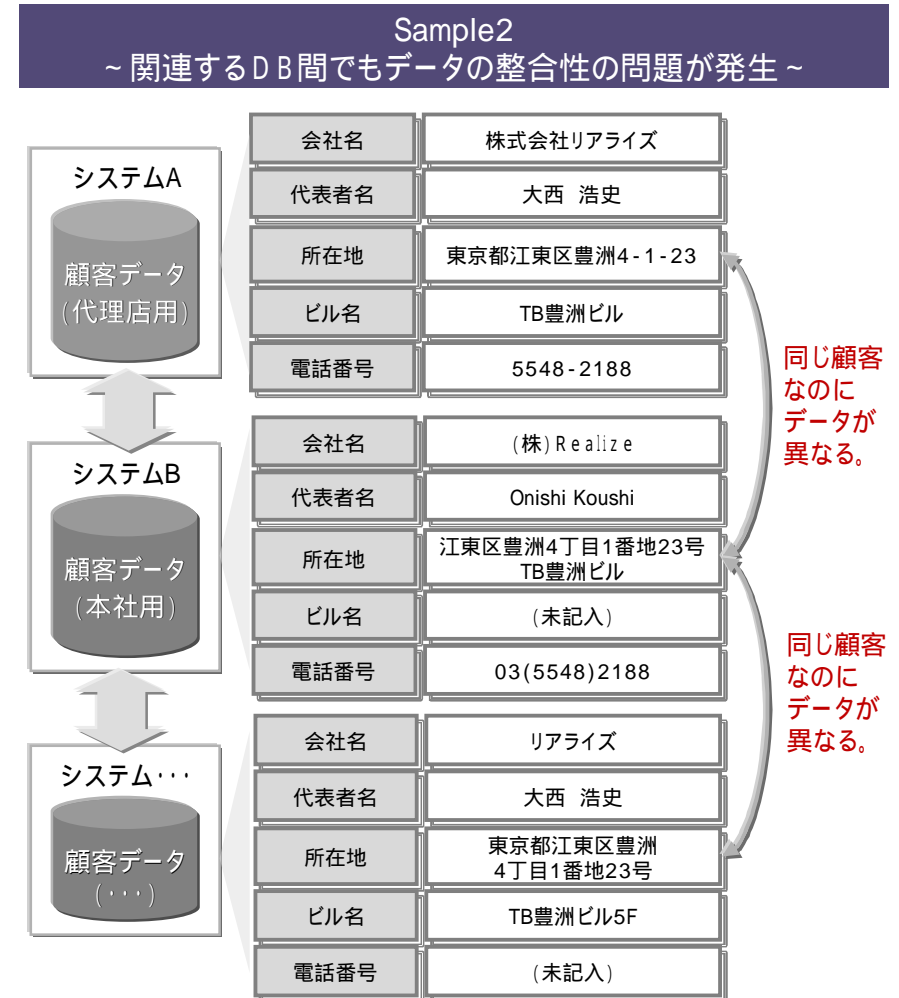 Sample2
~関連するDB間でもデータの整合性の問題が発生~
システムA
顧客データ
(代理店用)
会社名 株式会社リアライズ
代表者名 大西 浩史
所在地 東京都江東区豊洲4-1-23
ビル名 TB豊洲ビル
電話番号 5548-2188
同じ顧客
なのに
データが
異なる。
システムB
顧客データ
(本社用)
会社名 (株)Realize
代表者名 Onishi Koushi
所在地 江東区豊洲4丁目1番地23号
TB豊洲ビル
ビル名 (未記入)
電話番号 03(5548)2188
同じ顧客
なのに
データが
異なる。
システム···
顧客データ
(···)
会社名 リアライズ
代表者名 大西 浩史
所在地 東京都江東区豊洲
4丁目1番地23号
ビル名 TB豊洲ビル5F
電話番号 (未記入)